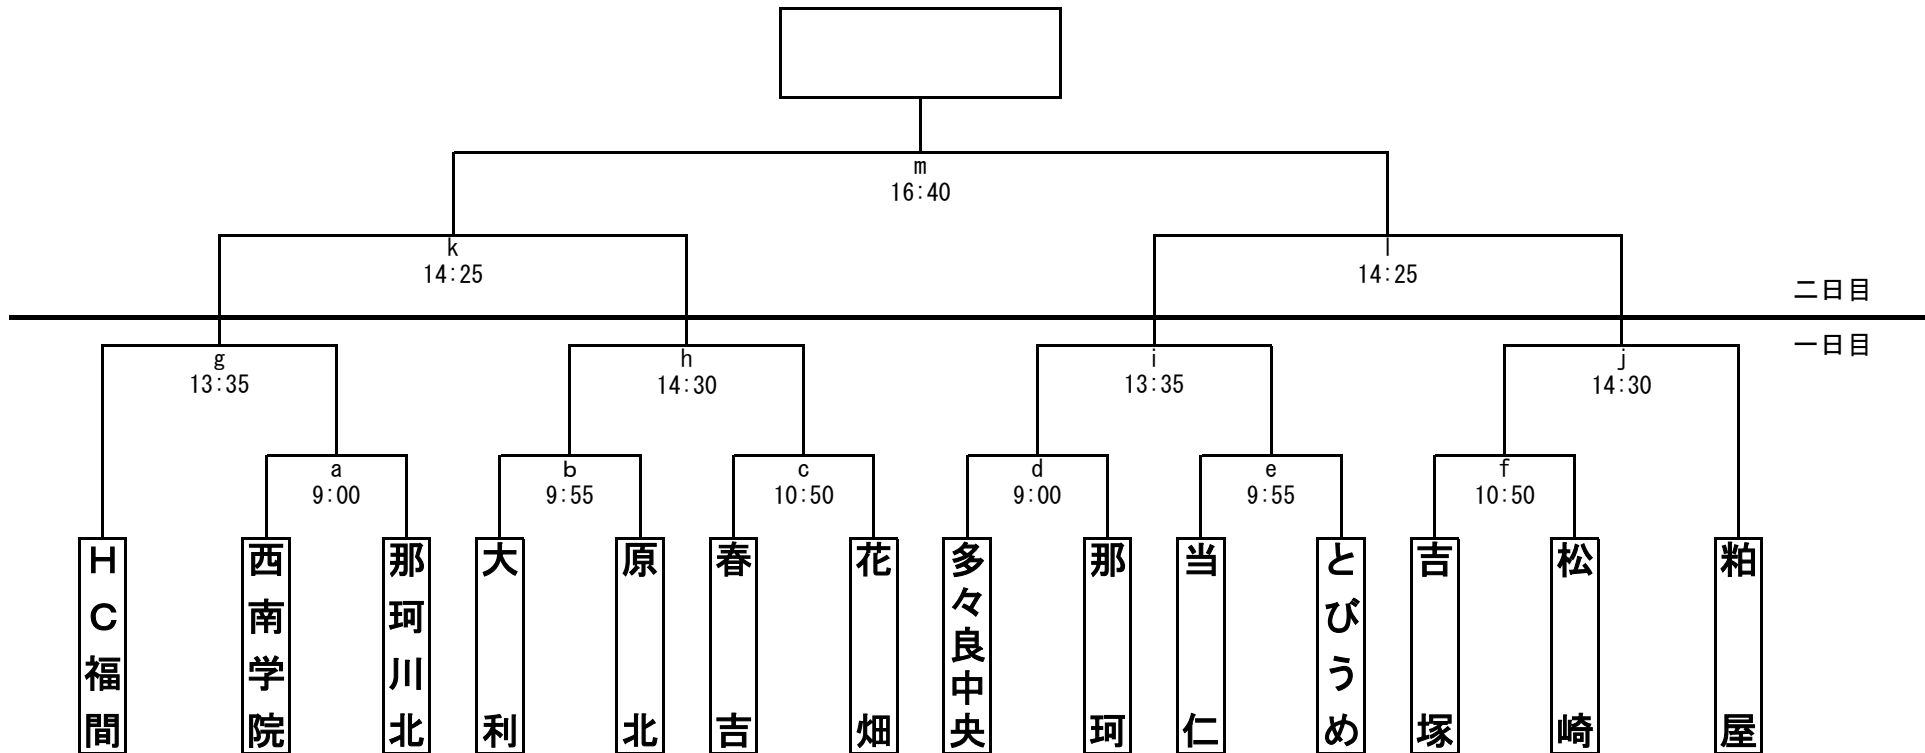 m
16:40
k
14:25
l
14:25
二日目
一日目
g
13:35
h
14:30
i
13:35
j
14:30
a
9:00
b
9:55
c
10:50
d
9:00
e
9:55
f
10:50
HC福間
西南学院
那珂川北
大利
原北
春吉
花畑
多々良中央
那珂
当仁
とびうめ
吉塚
松崎
粕屋